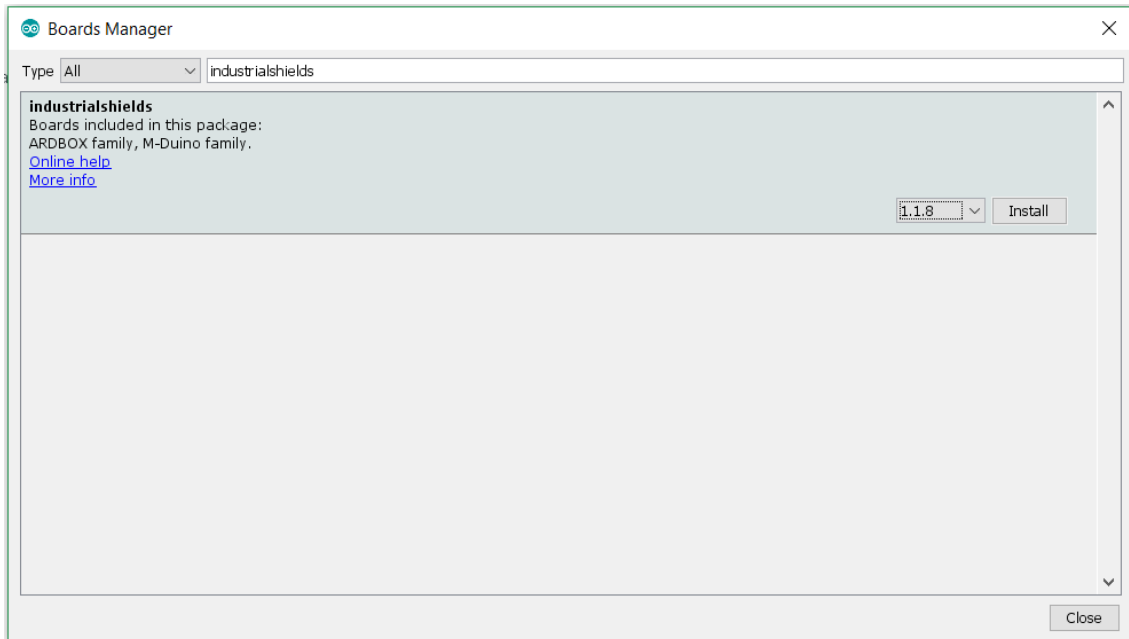 Boards Manager
Type All industrialshields
industrialshields
Boards included in this package:
ARDBOX family, M-Duino family.
Online help
More info
1.1.8 Install
Close